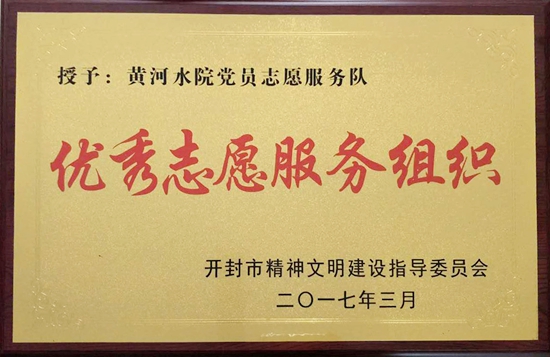 授予：黄河水院党员志愿服务队
优秀志愿服务组织
开封市精神文明建设指导委员会
二〇一七年三月